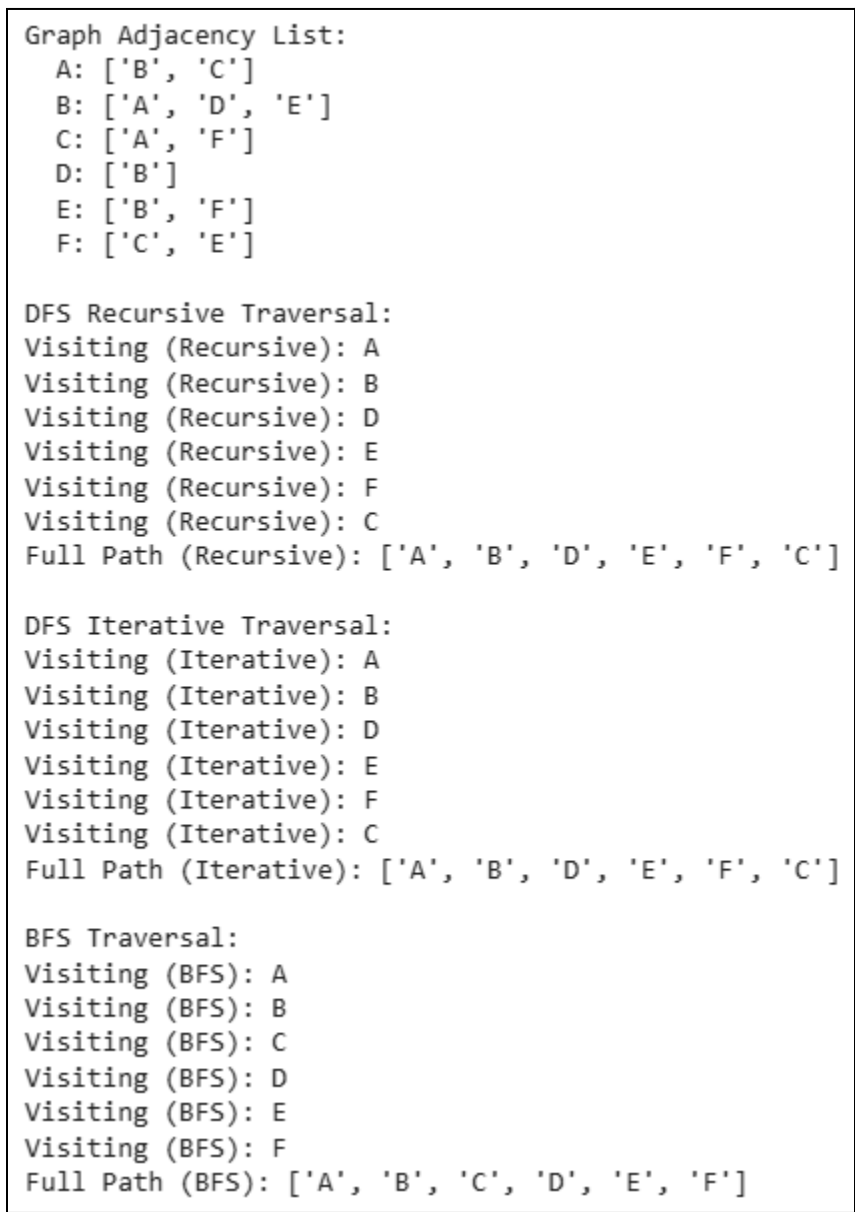 Graph Adjacency List:
  A: ['B', 'C']
  B: ['A', 'D', 'E']
  C: ['A', 'F']
  D: ['B']
  E: ['B', 'F']
  F: ['C', 'E']

DFS Recursive Traversal:
Visiting (Recursive): A
Visiting (Recursive): B
Visiting (Recursive): D
Visiting (Recursive): E
Visiting (Recursive): F
Visiting (Recursive): C
Full Path (Recursive): ['A', 'B', 'D', 'E', 'F', 'C']

DFS Iterative Traversal:
Visiting (Iterative): A
Visiting (Iterative): B
Visiting (Iterative): D
Visiting (Iterative): E
Visiting (Iterative): F
Visiting (Iterative): C
Full Path (Iterative): ['A', 'B', 'D', 'E', 'F', 'C']

BFS Traversal:
Visiting (BFS): A
Visiting (BFS): B
Visiting (BFS): C
Visiting (BFS): D
Visiting (BFS): E
Visiting (BFS): F
Full Path (BFS): ['A', 'B', 'C', 'D', 'E', 'F']